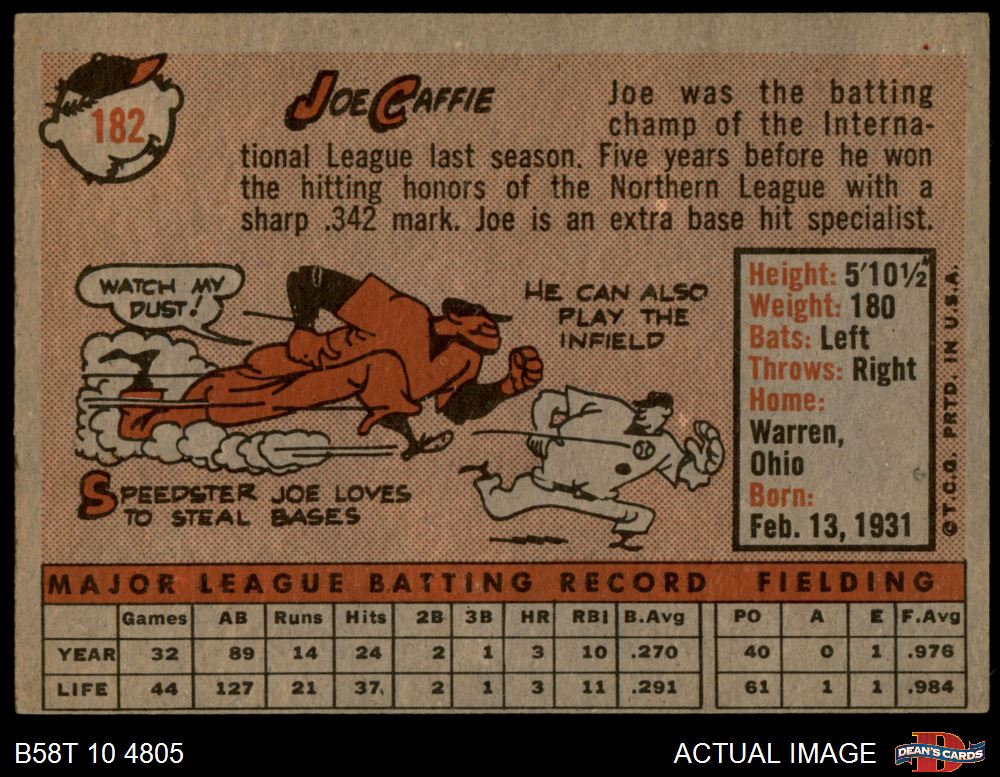 182
JOE CAFFIE
Joe was the batting
champ of the Interna-
tional League last season. Five years before he won
the hitting honors of the Northern League with a
sharp .342 mark. Joe is an extra base hit specialist.
WATCH MY
DUST!
HE CAN ALSO
PLAY THE
INFIELD
SPEEDSTER JOE LOVES
TO STEAL BASES
Height: 5'10½"
Weight: 180
Bats: Left
Throws: Right
Home:
Warren,
Ohio
Born:
Feb. 13, 1931
© T.C.G. PRTD. IN U.S.A.
MAJOR LEAGUE BATTING RECORD FIELDING
Games AB Runs Hits 2B 3B HR RBI B.Avg PO A E F.Avg
YEAR 32 89 14 24 2 1 3 10 .270 40 0 1 .976
LIFE 44 127 21 37 2 1 3 11 .291 61 1 1 .984
B58T 10 4805 ACTUAL IMAGE DEAN'S CARDS